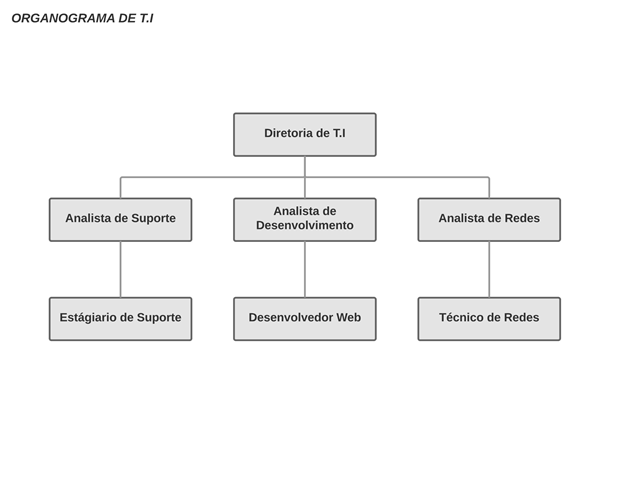 ORGANOGRAMA DE T.I
Diretoria de T.I
Analista de Suporte
Analista de
Desenvolvimento
Analista de Redes
Estágiario de Suporte
Desenvolvedor Web
Técnico de Redes